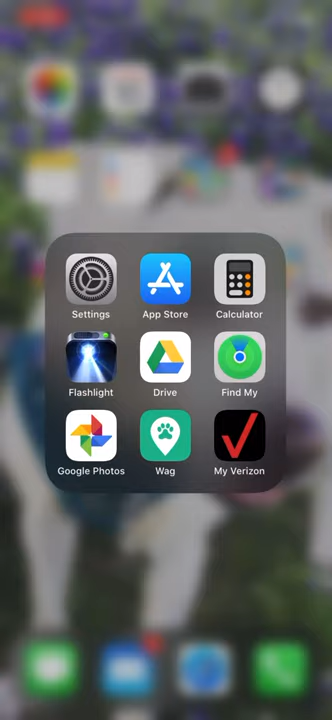 Settings
App Store
Calculator
Flashlight
Drive
Find My
Google Photos
Wag
My Verizon